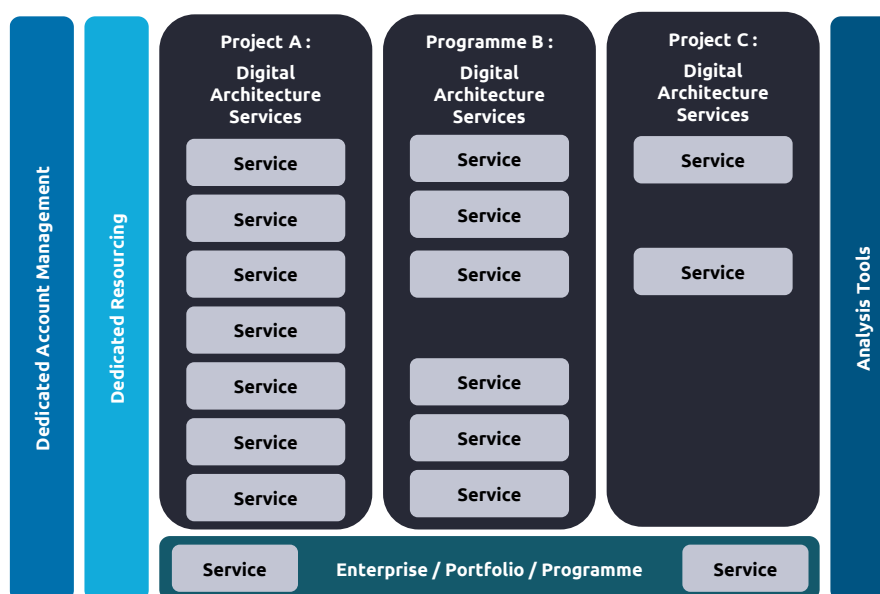 Dedicated Account Management
Dedicated Resourcing
Project A :
Digital
Architecture
Services
Service
Service
Service
Service
Service
Service
Service
Programme B :
Digital
Architecture
Services
Service
Service
Service
Service
Service
Service
Project C :
Digital
Architecture
Services
Service
Service
Analysis Tools
Service
Enterprise / Portfolio / Programme
Service